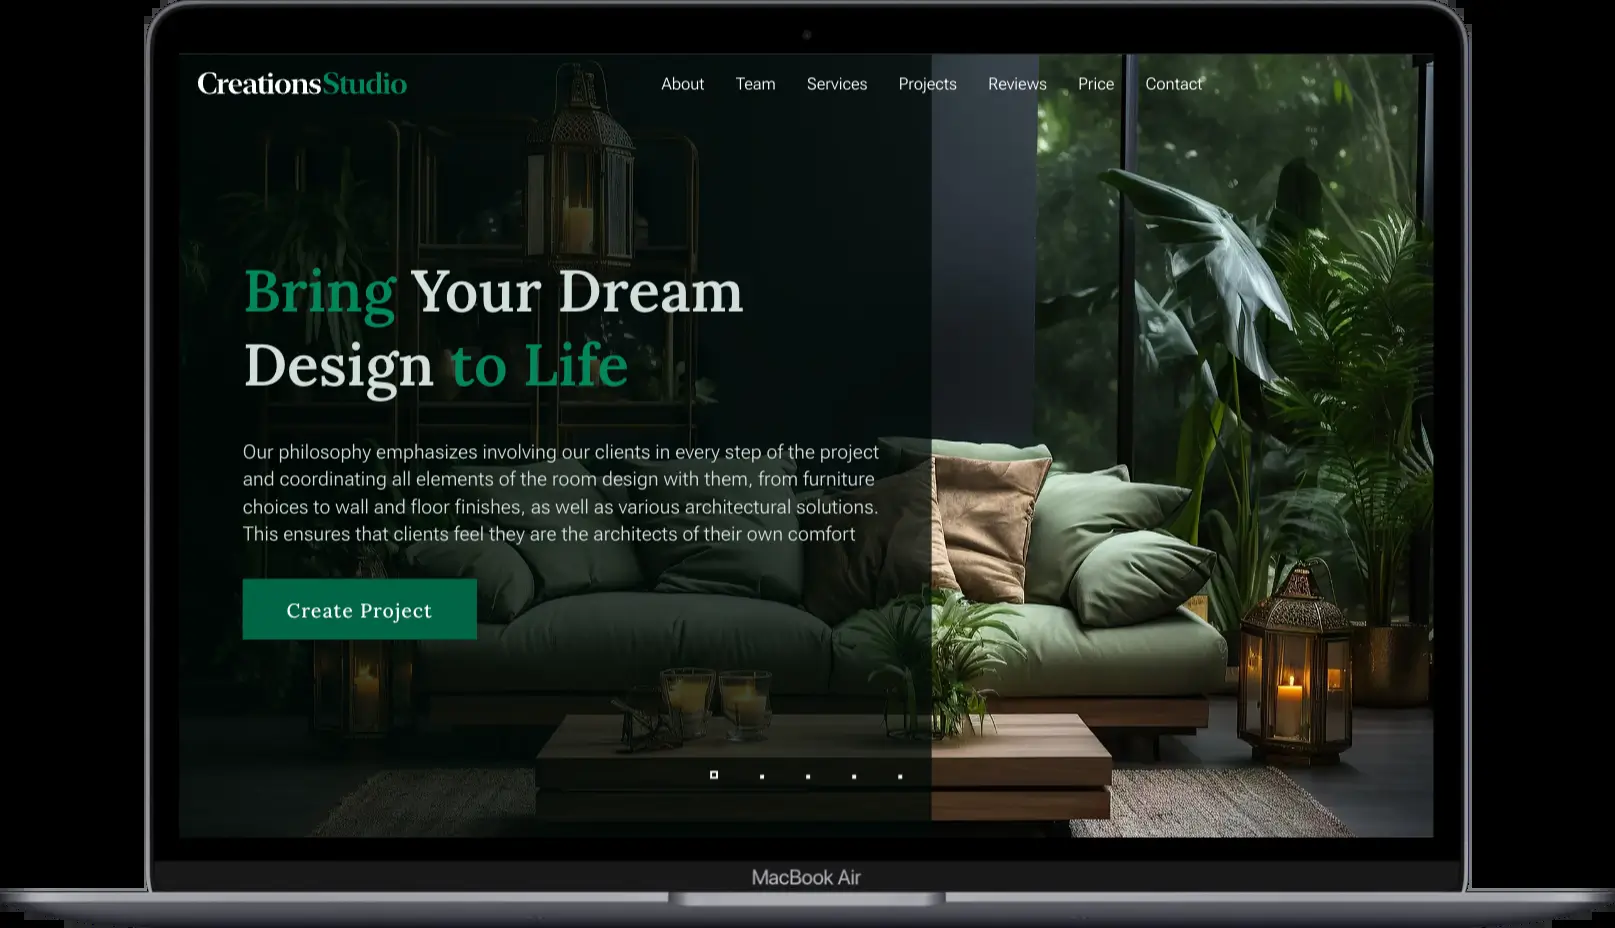 CreationsStudio
About Team Services Projects Reviews Price Contact
Bring Your Dream
Design to Life
Our philosophy emphasizes involving our clients in every step of the project
and coordinating all elements of the room design with them, from furniture
choices to wall and floor finishes, as well as various architectural solutions.
This ensures that clients feel they are the architects of their own comfort
Create Project
MacBook Air